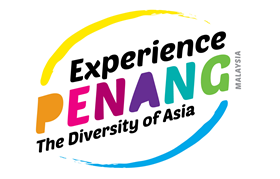 Experience
PENANG
MALAYSIA
The Diversity of Asia